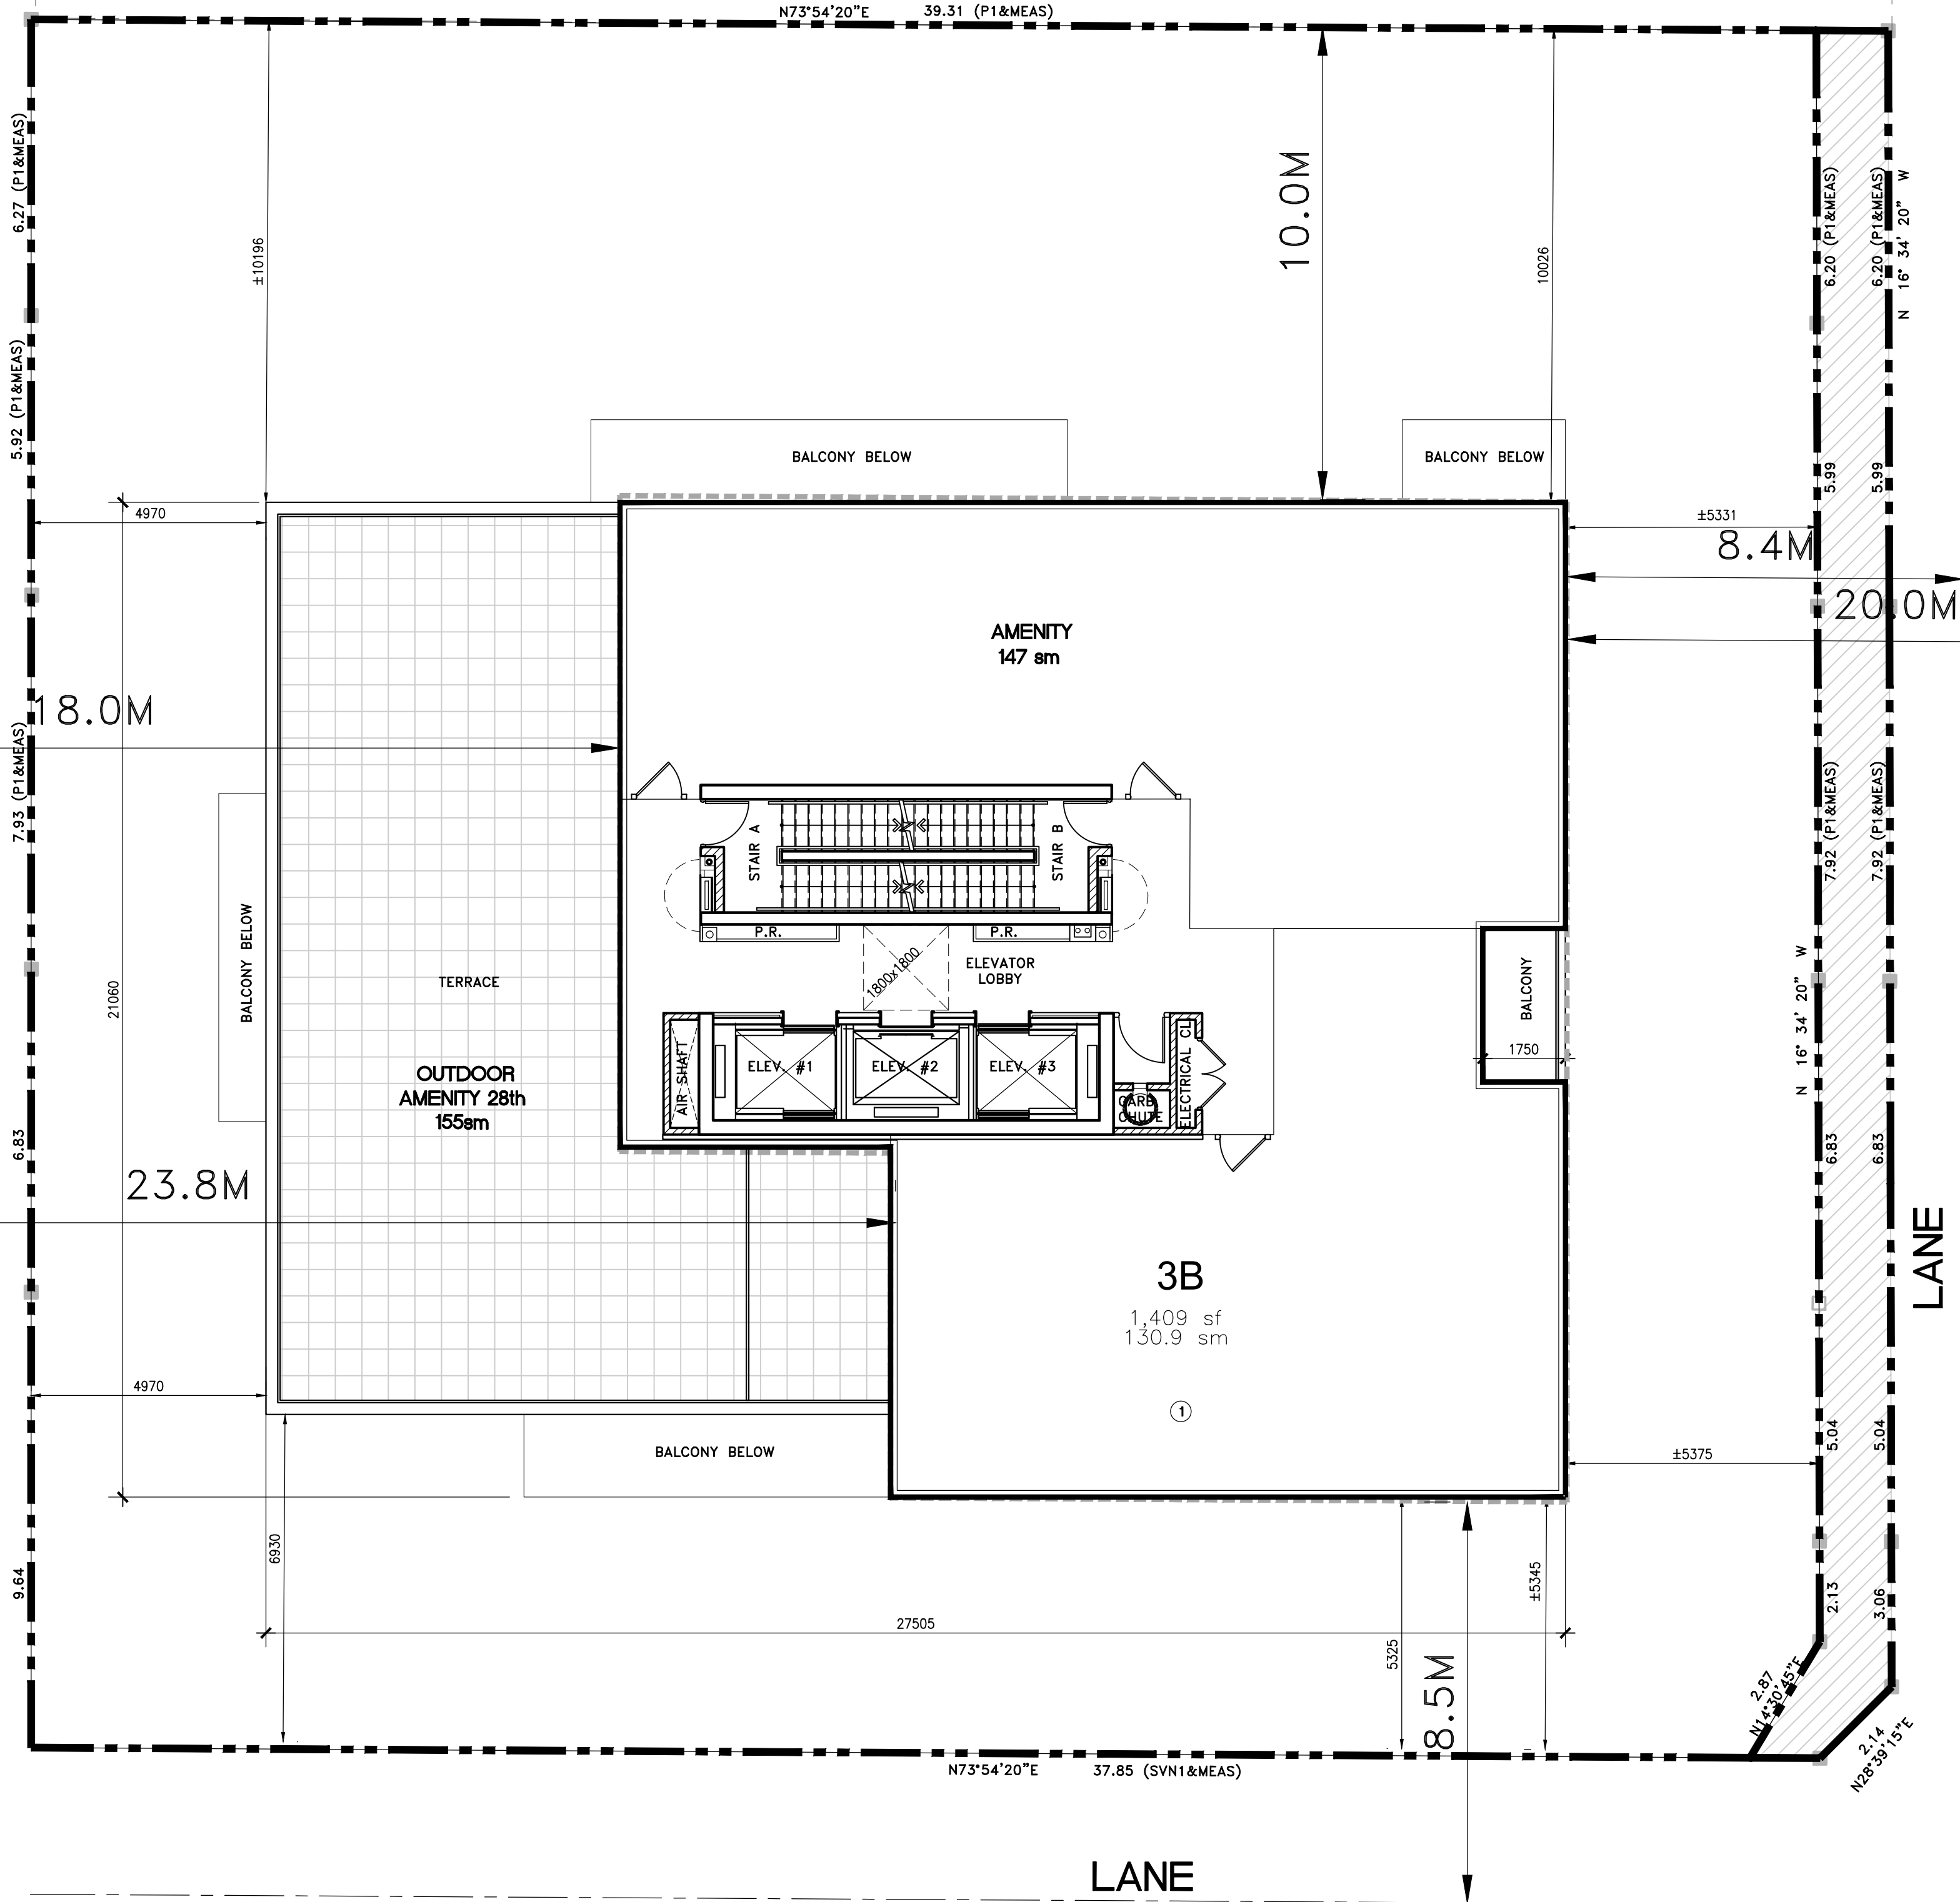 N73°54'20"E 39.31 (P1&MEAS)
6.27 (P1&MEAS)
5.92 (P1&MEAS)
7.93 (P1&MEAS)
6.83
9.64
±10196
10.0M
10026
6.20 (P1&MEAS)
6.20 (P1&MEAS)
N 16° 34' 20" W
BALCONY BELOW
BALCONY BELOW
5.99
5.99
4970
±5331
8.4M
20.0M
AMENITY
147 sm
18.0M
7.92 (P1&MEAS)
7.92 (P1&MEAS)
STAIR A
STAIR B
P.R.
P.R.
1800x1800
ELEVATOR
LOBBY
BALCONY BELOW
21060
TERRACE
BALCONY
1750
N 16° 34' 20" W
AIR SHAFT
ELEV. #1
ELEV. #2
ELEV. #3
GARB.
CHUTE
ELECTRICAL CL.
OUTDOOR
AMENITY 28th
155sm
23.8M
6.83
6.83
LANE
3B
1,409 sf
130.9 sm
1
4970
BALCONY BELOW
5.04
5.04
±5375
6930
27505
5325
8.5M
±5345
2.13
3.06
2.87
N14°30'45"E
2.14
N28°39'15"E
N73°54'20"E 37.85 (SVN1&MEAS)
LANE